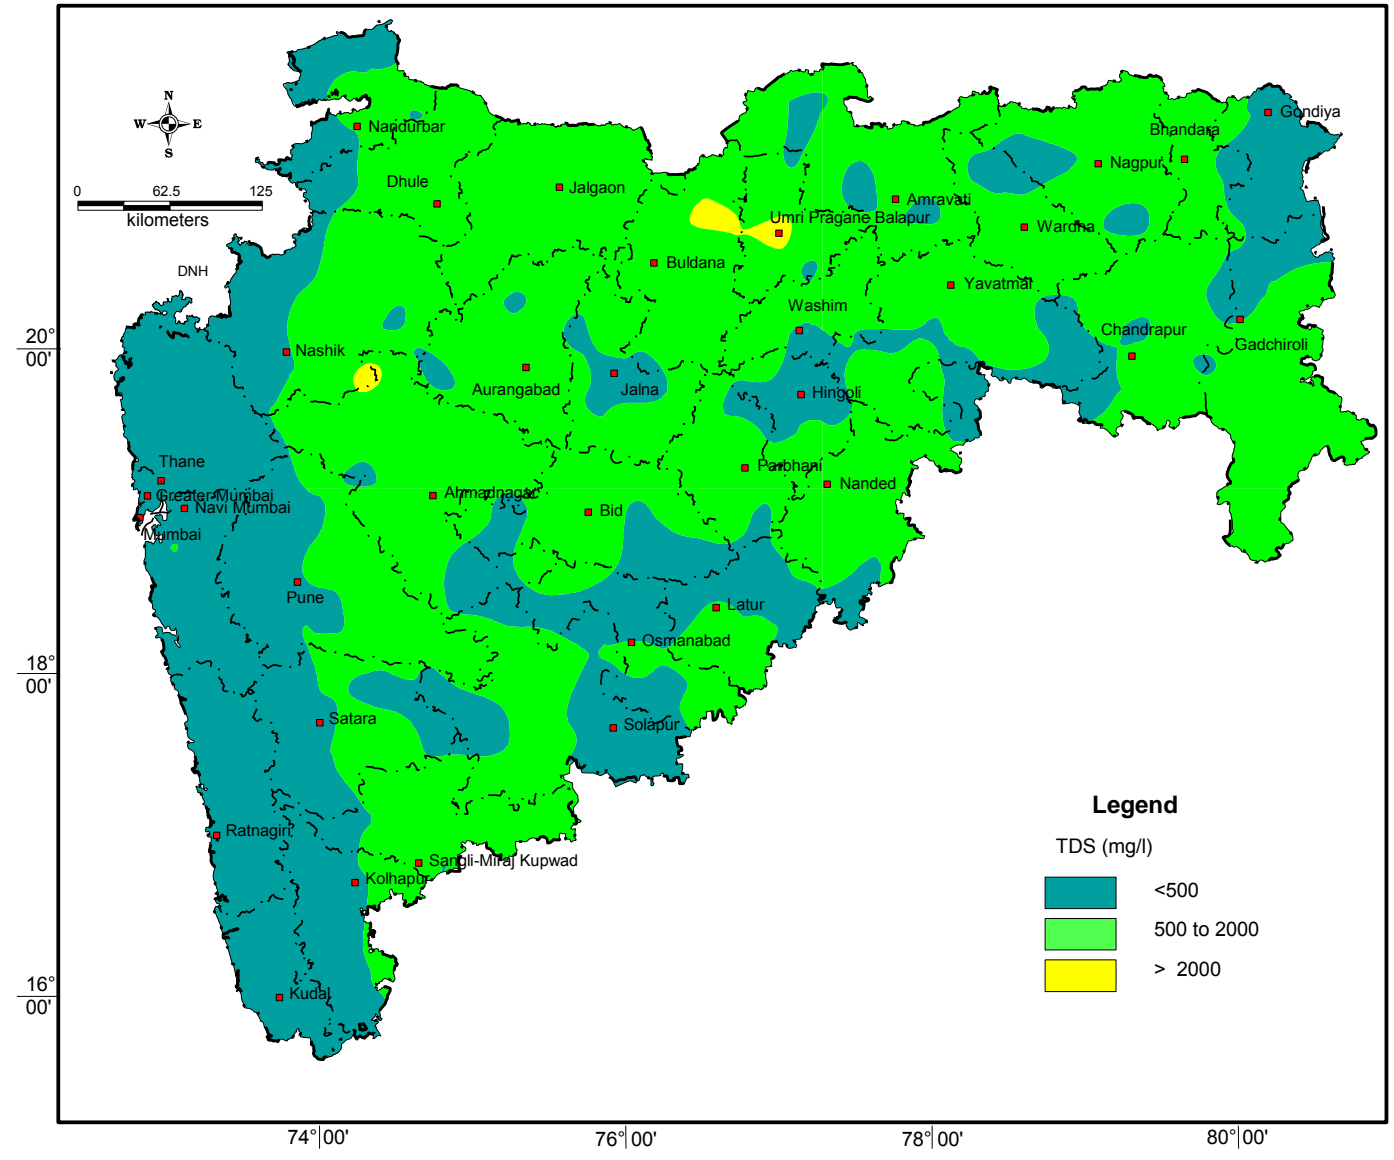 N
W E
S
0 62.5 125
kilometers
DNH
Nandurbar
Dhule
Jalgaon
Gondiya
Bhandara
Nagpur
Amravati
Umri Pragane Balapur
Wardha
Buldana
Yavatmal
Washim
Chandrapur
Gadchiroli
20°
00'
Nashik
Aurangabad
Jalna
Hingoli
Thane
Greater-Mumbai
Navi Mumbai
Mumbai
Ahmadnagar
Parbhani
Nanded
Bid
Pune
Latur
Osmanabad
18°
00'
Satara
Solapur
Ratnagiri
Sangli-Miraj Kupwad
Kolhapur
16°
00'
Kudal
Legend
TDS (mg/l)
<500
500 to 2000
> 2000
74°00' 76°00' 78°00' 80°00'